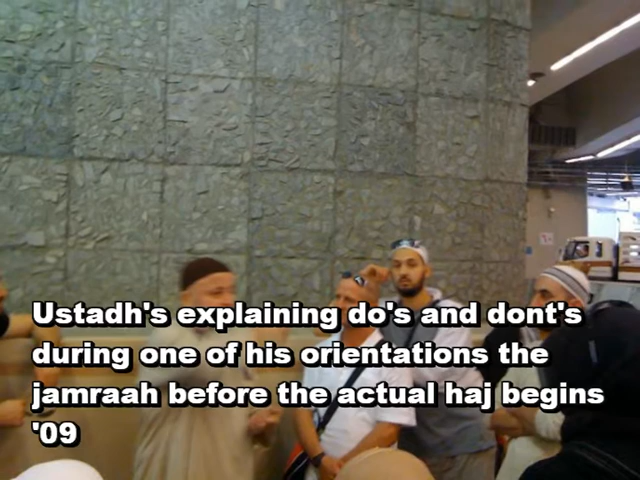 Ustadh's explaining do's and dont's
during one of his orientations the
jamraah before the actual haj begins
'09